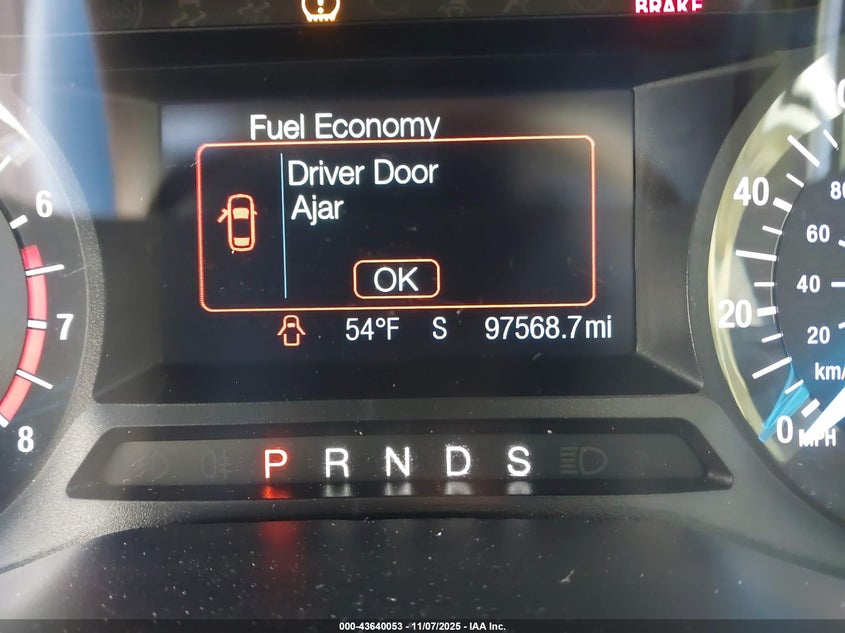 BRAKE
Fuel Economy
Driver Door
Ajar
OK
54°F S 97568.7mi
6
7
8
40
20
0 MPH
80
60
40
20
km/
P R N D S
000-43640053 - 11/07/2025 - IAA Inc.